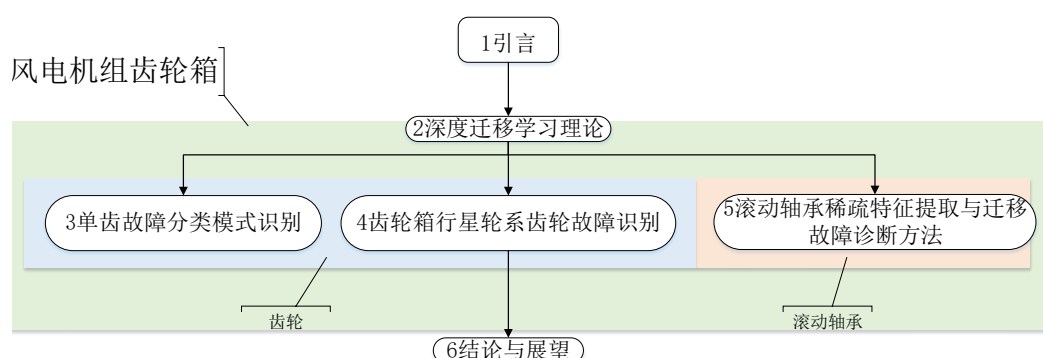 1引言
风电机组齿轮箱
2深度迁移学习理论
3单齿故障分类模式识别
4齿轮箱行星轮系齿轮故障识别
5滚动轴承稀疏特征提取与迁移
故障诊断方法
齿轮
滚动轴承
6结论与展望